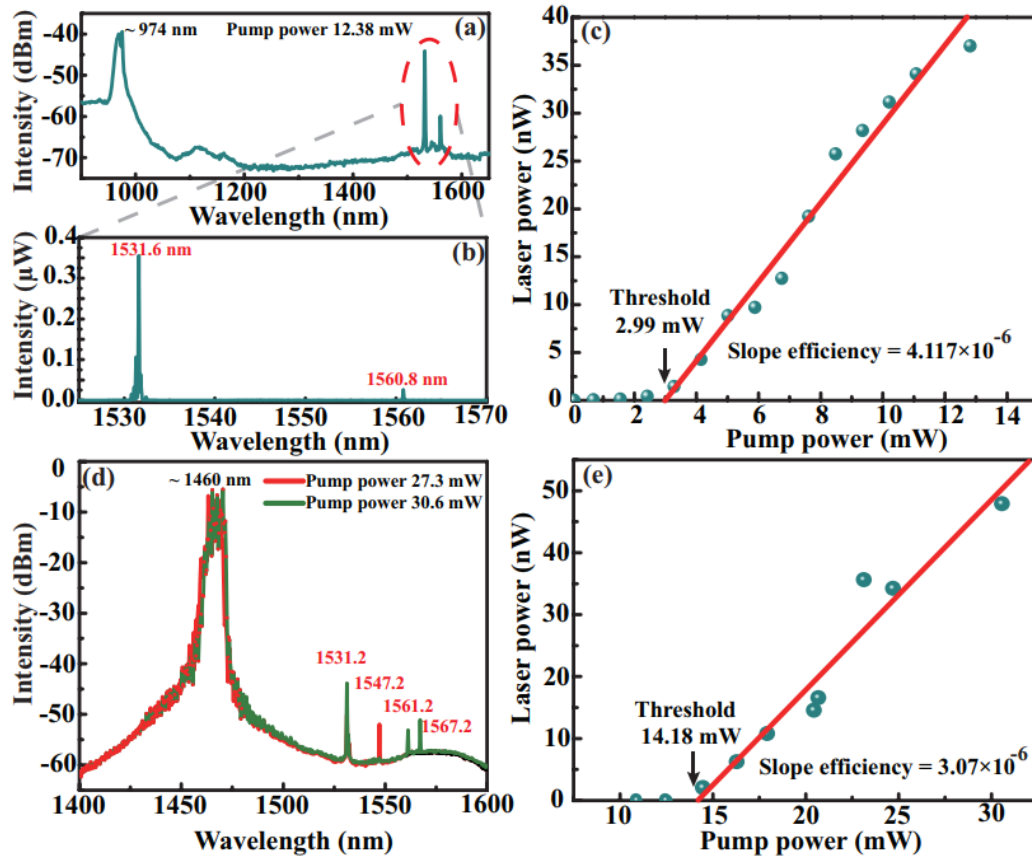 (a)
~ 974 nm
Pump power 12.38 mW
Intensity (dBm)
-40
-50
-60
-70
1000
1200
1400
1600
Wavelength (nm)
(b)
1531.6 nm
1560.8 nm
Intensity (μW)
0.4
0.3
0.2
0.1
0.0
1530
1540
1550
1560
1570
Wavelength (nm)
(c)
Laser power (nW)
40
35
30
25
20
15
10
5
0
Threshold
2.99 mW
Slope efficiency = 4.117×10⁻⁶
0
2
4
6
8
10
12
14
Pump power (mW)
(d)
~ 1460 nm
Pump power 27.3 mW
Pump power 30.6 mW
Intensity (dBm)
0
-10
-20
-30
-40
-50
-60
1531.2
1547.2
1561.2
1567.2
1400
1450
1500
1550
1600
Wavelength (nm)
(e)
Laser power (nW)
50
40
30
20
10
0
Threshold
14.18 mW
Slope efficiency = 3.07×10⁻⁶
10
15
20
25
30
Pump power (mW)